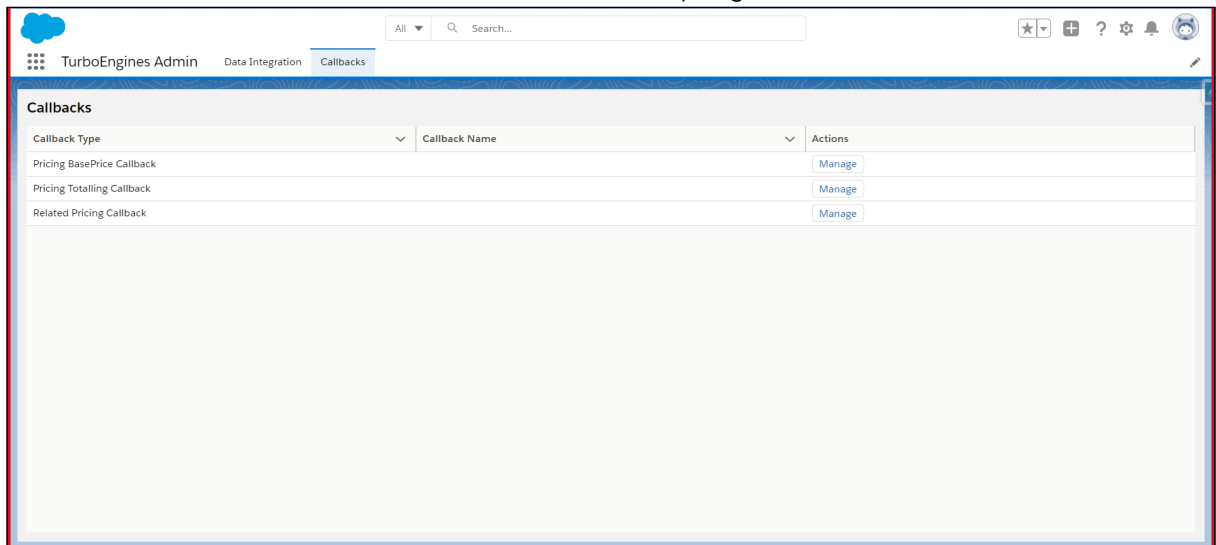 All Search...
TurboEngines Admin Data Integration Callbacks
Callbacks
Callback Type Callback Name Actions
Pricing BasePrice Callback Manage
Pricing Totalling Callback Manage
Related Pricing Callback Manage